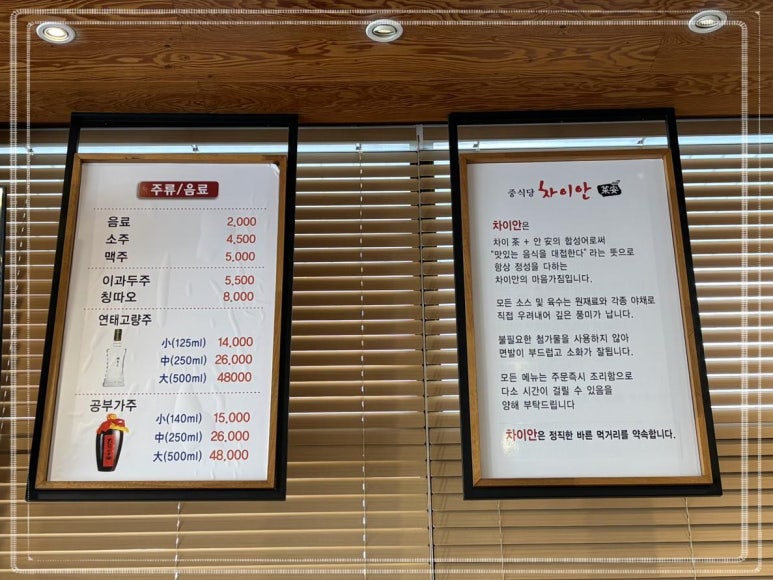 주류/음료
음료 2,000
소주 4,500
맥주 5,000
이과두주 5,500
칭따오 8,000
연태고량주
小(125ml) 14,000
中(250ml) 26,000
大(500ml) 48000
공부가주
小(140ml) 15,000
中(250ml) 26,000
大(500ml) 48,000
중식당 차이안 茶安
차이안은
차이 茶 + 안 安의 합성어로써
"맛있는 음식을 대접한다" 라는 뜻으로
항상 정성을 다하는
차이안의 마음가짐입니다.
모든 소스 및 육수는 원재료와 각종 야채로
직접 우려내어 깊은 풍미가 납니다.
불필요한 첨가물을 사용하지 않아
면발이 부드럽고 소화가 잘됩니다.
모든 메뉴는 주문즉시 조리함으로
다소 시간이 걸릴 수 있음을
양해 부탁드립니다
차이안은 정직한 바른 먹거리를 약속합니다.